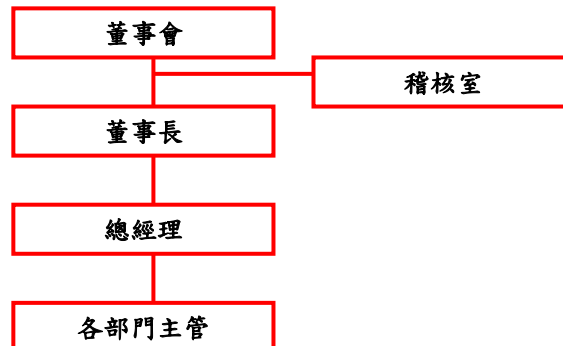 董事會
稽核室
董事長
總經理
各部門主管